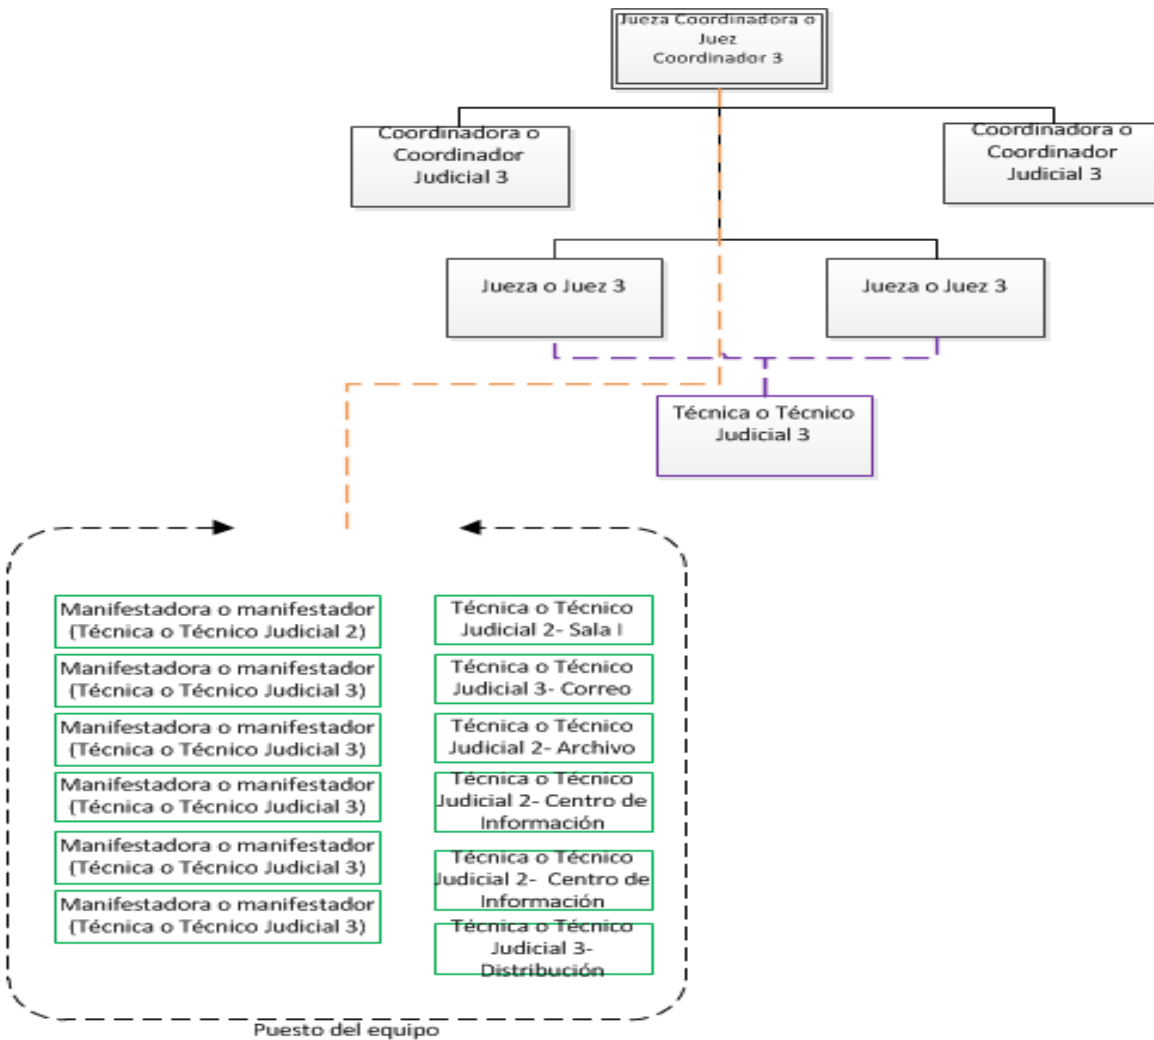 Jueza Coordinadora o
Juez
Coordinador 3
Coordinadora o
Coordinador
Judicial 3
Coordinadora o
Coordinador
Judicial 3
Jueza o Juez 3
Jueza o Juez 3
Técnica o Técnico
Judicial 3
Manifestadora o manifestador
(Técnica o Técnico Judicial 2)
Manifestadora o manifestador
(Técnica o Técnico Judicial 3)
Manifestadora o manifestador
(Técnica o Técnico Judicial 3)
Manifestadora o manifestador
(Técnica o Técnico Judicial 3)
Manifestadora o manifestador
(Técnica o Técnico Judicial 3)
Manifestadora o manifestador
(Técnica o Técnico Judicial 3)
Técnica o Técnico
Judicial 2- Sala I
Técnica o Técnico
Judicial 3- Correo
Técnica o Técnico
Judicial 2- Archivo
Técnica o Técnico
Judicial 2- Centro de
Información
Técnica o Técnico
Judicial 2- Centro de
Información
Técnica o Técnico
Judicial 3-
Distribución
Puesto del equipo